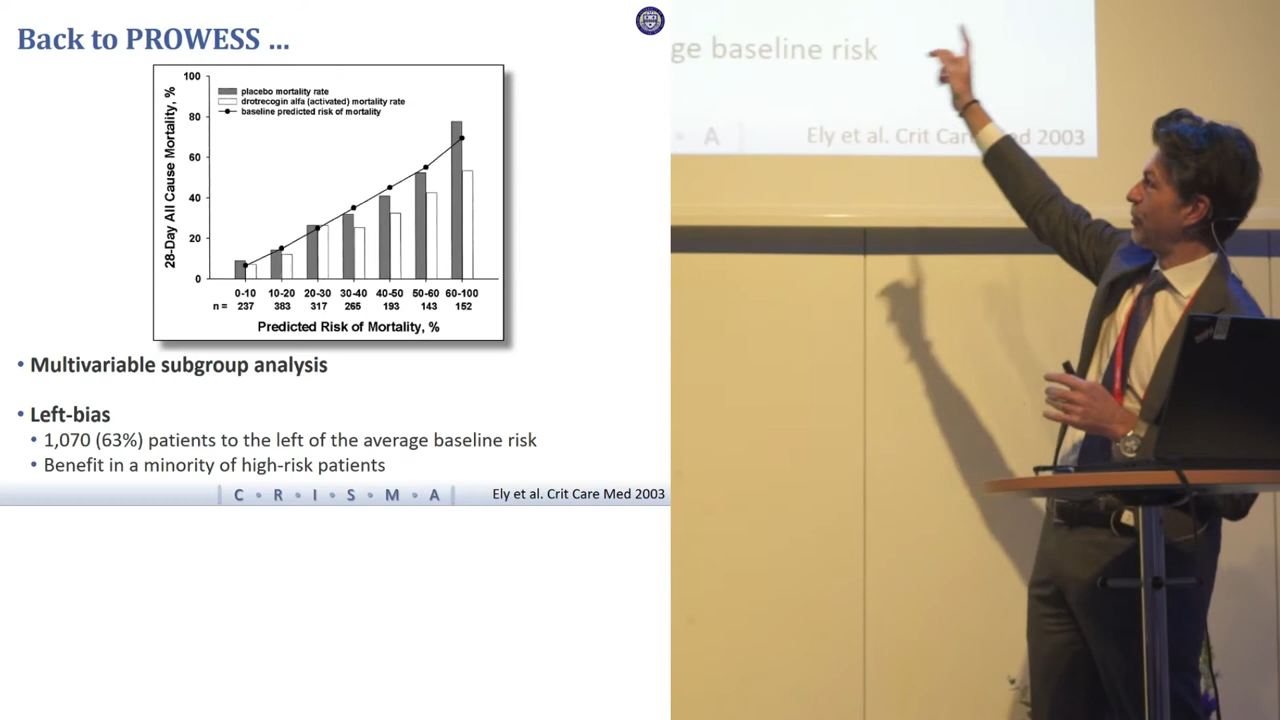 Back to PROWESS ...
100
80
60
40
20
0
28-Day All Cause Mortality, %
placebo mortality rate
drotrecogin alfa (activated) mortality rate
baseline predicted risk of mortality
0-10 10-20 20-30 30-40 40-50 50-60 60-100
n = 237 383 317 265 193 143 152
Predicted Risk of Mortality, %
• Multivariable subgroup analysis
• Left-bias
• 1,070 (63%) patients to the left of the average baseline risk
• Benefit in a minority of high-risk patients
C • R • I • S • M • A
Ely et al. Crit Care Med 2003
ge baseline risk
• A
Ely et al. Crit Care Med 2003